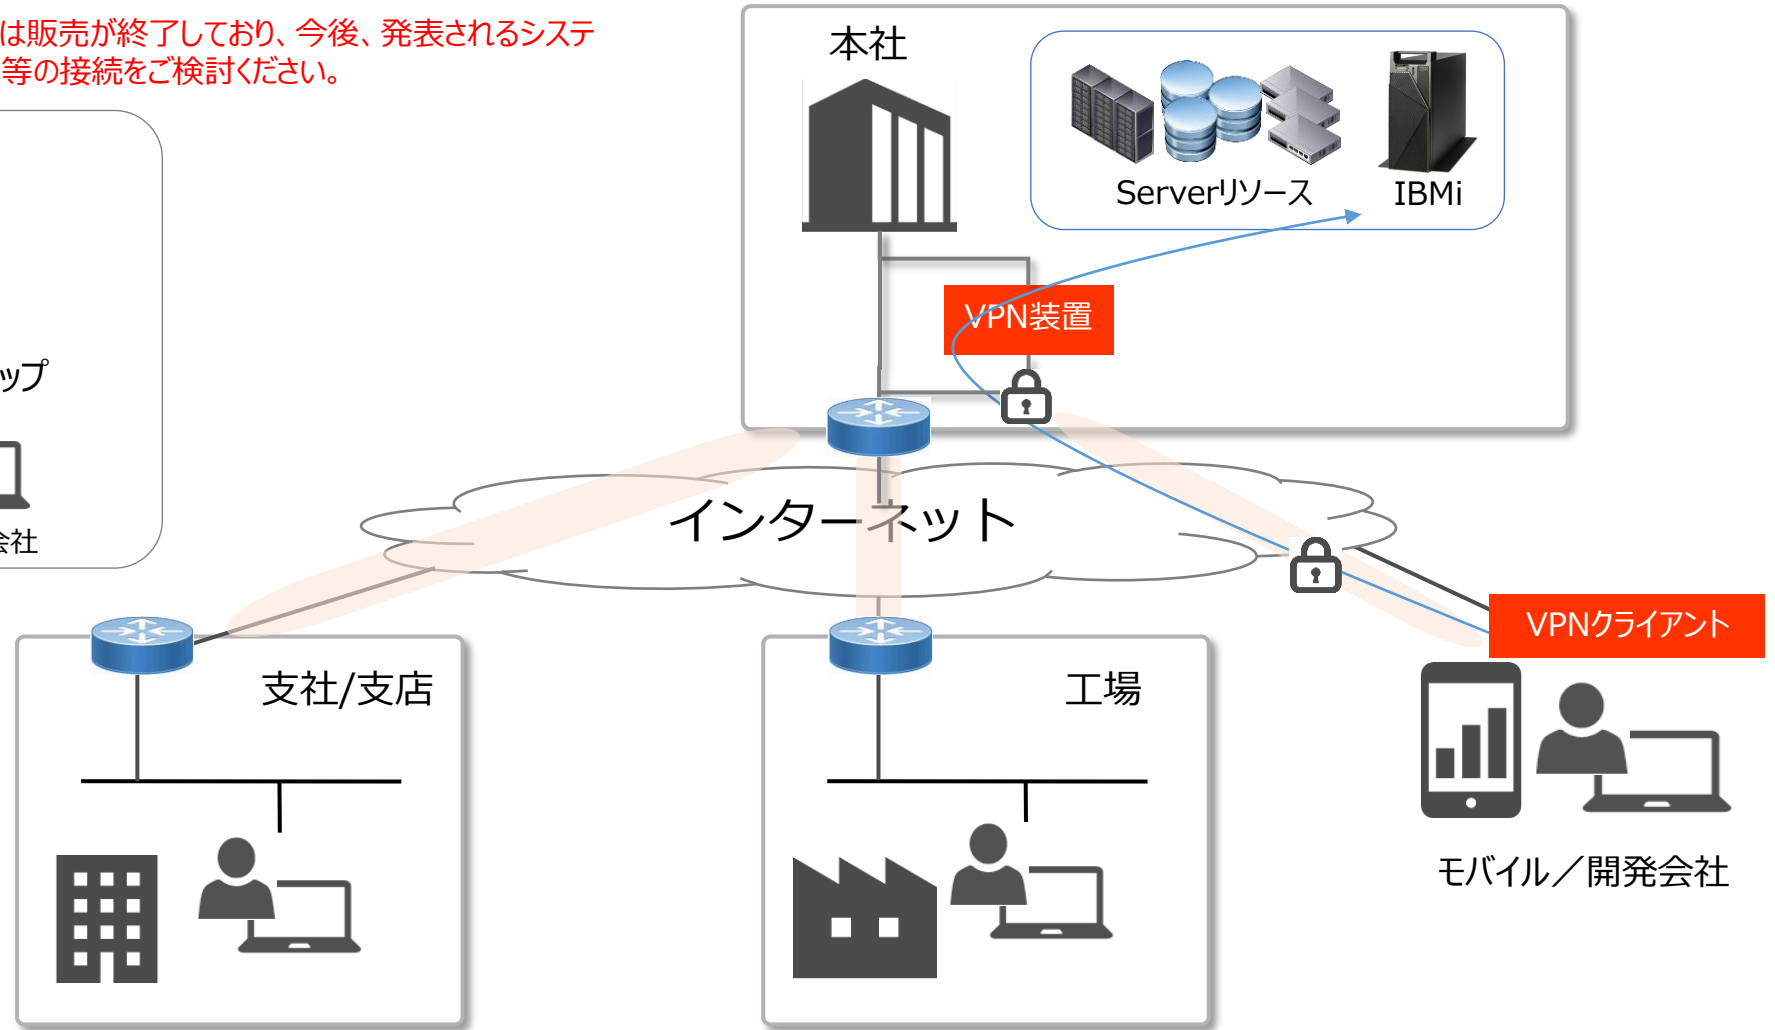 は販売が終了しており、今後、発表されるシステ
等の接続をご検討ください。
本社
Serverリソース
IBMi
VPN装置
ップ
会社
インターネット
VPNクライアント
支社/支店
工場
モバイル／開発会社